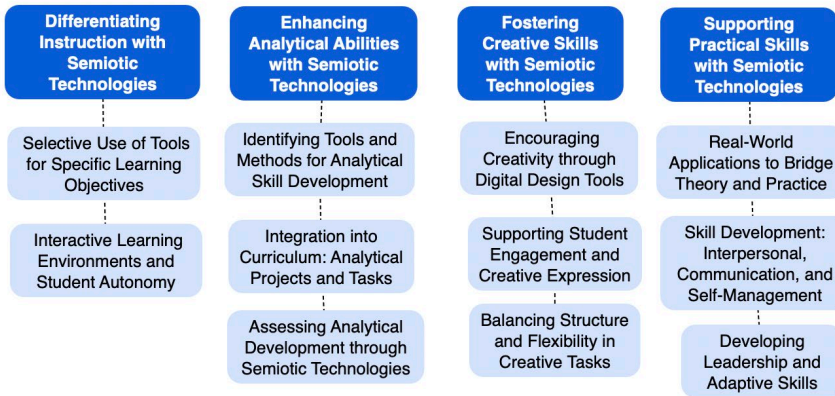 Differentiating
Instruction with
Semiotic
Technologies
Selective Use of Tools
for Specific Learning
Objectives
Interactive Learning
Environments and
Student Autonomy
Enhancing
Analytical Abilities
with Semiotic
Technologies
Identifying Tools and
Methods for Analytical
Skill Development
Integration into
Curriculum: Analytical
Projects and Tasks
Assessing Analytical
Development through
Semiotic Technologies
Fostering
Creative Skills
with Semiotic
Technologies
Encouraging
Creativity through
Digital Design Tools
Supporting Student
Engagement and
Creative Expression
Balancing Structure
and Flexibility in
Creative Tasks
Supporting
Practical Skills
with Semiotic
Technologies
Real-World
Applications to Bridge
Theory and Practice
Skill Development:
Interpersonal,
Communication, and
Self-Management
Developing
Leadership and
Adaptive Skills